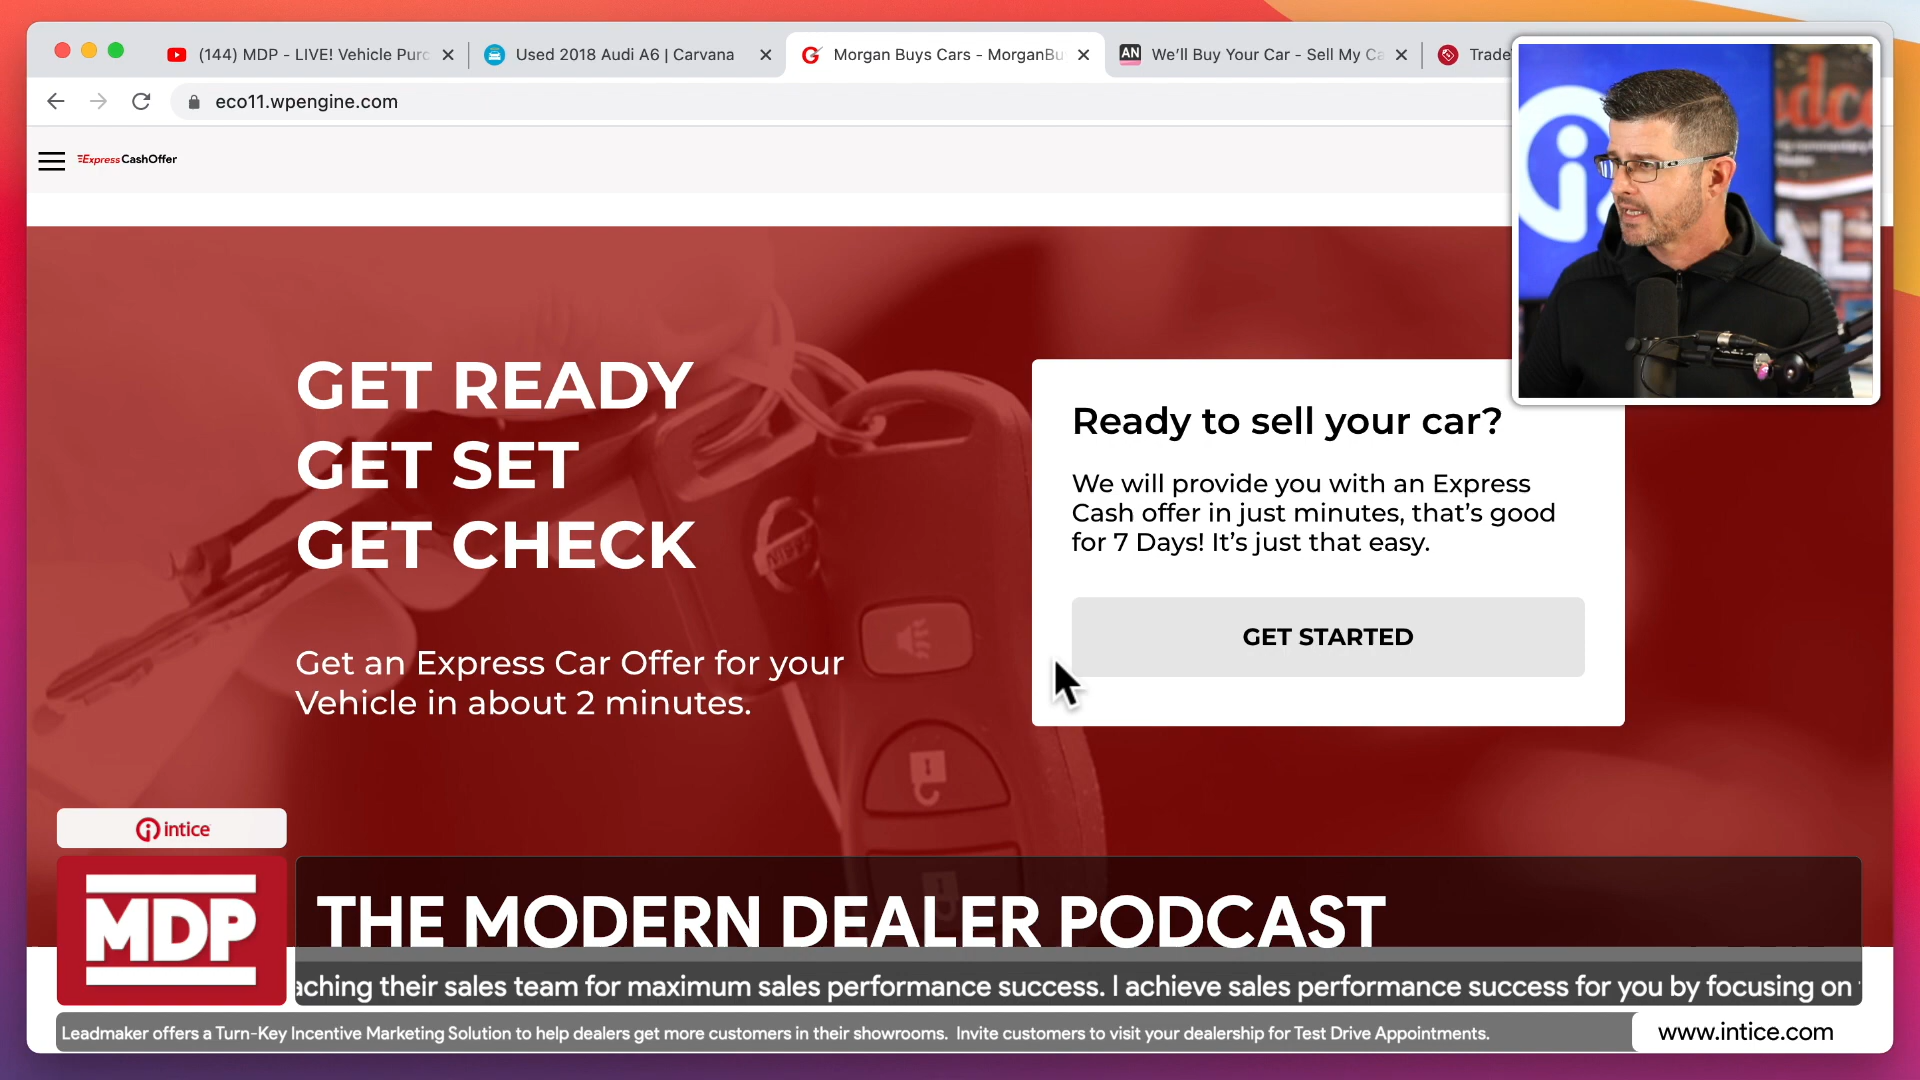 (144) MDP - LIVE! Vehicle Purc
Used 2018 Audi A6 | Carvana
Morgan Buys Cars - MorganBu
AN
We'll Buy Your Car - Sell My Ca
Trade
eco11.wpengine.com
ExpressCashOffer
GET READY
GET SET
GET CHECK
Get an Express Car Offer for your
Vehicle in about 2 minutes.
Ready to sell your car?
We will provide you with an Express
Cash offer in just minutes, that's good
for 7 Days! It's just that easy.
GET STARTED
intice
MDP
THE MODERN DEALER PODCAST
aching their sales team for maximum sales performance success. I achieve sales performance success for you by focusing on
Leadmaker offers a Turn-Key Incentive Marketing Solution to help dealers get more customers in their showrooms. Invite customers to visit your dealership for Test Drive Appointments.
www.intice.com